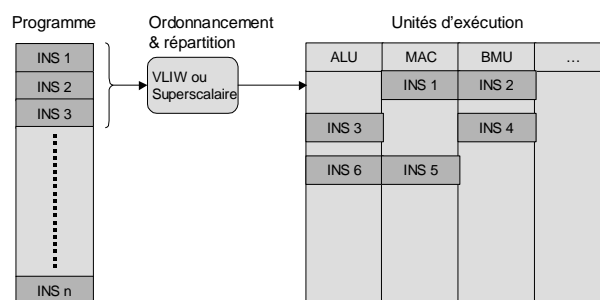 Programme
Ordonnancement
& répartition
Unités d'exécution
INS 1
INS 2
INS 3
INS n
VLIW ou
Superscalaire
ALU MAC BMU ...
INS 1 INS 2
INS 3 INS 4
INS 6 INS 5